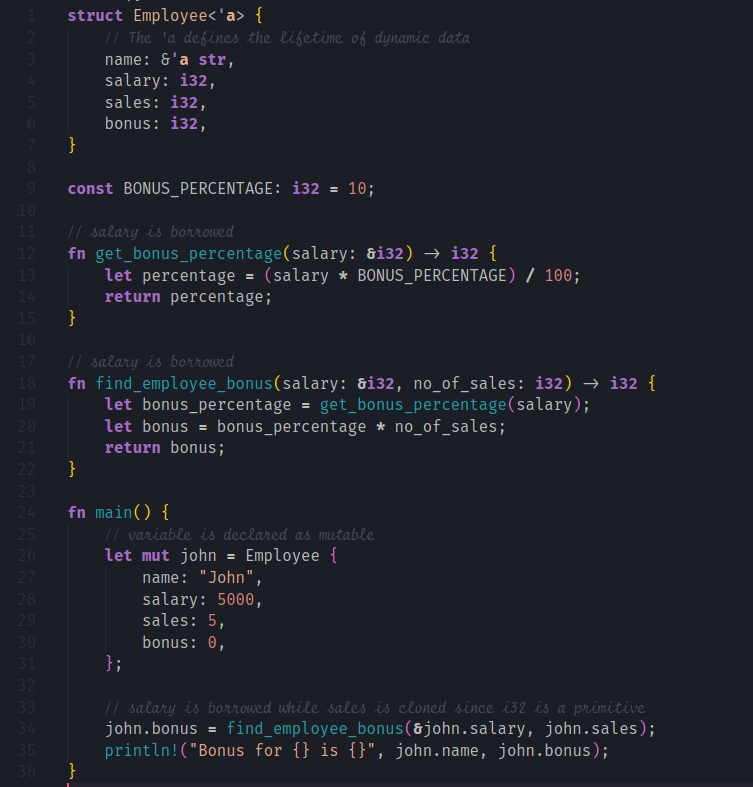 1 struct Employee<'a> {
2     // The 'a defines the lifetime of dynamic data
3     name: &'a str,
4     salary: i32,
5     sales: i32,
6     bonus: i32,
7 }
8
9 const BONUS_PERCENTAGE: i32 = 10;
10
11 // salary is borrowed
12 fn get_bonus_percentage(salary: &i32) -> i32 {
13     let percentage = (salary * BONUS_PERCENTAGE) / 100;
14     return percentage;
15 }
16
17 // salary is borrowed
18 fn find_employee_bonus(salary: &i32, no_of_sales: i32) -> i32 {
19     let bonus_percentage = get_bonus_percentage(salary);
20     let bonus = bonus_percentage * no_of_sales;
21     return bonus;
22 }
23
24 fn main() {
25     // variable is declared as mutable
26     let mut john = Employee {
27         name: "John",
28         salary: 5000,
29         sales: 5,
30         bonus: 0,
31     };
32
33     // salary is borrowed while sales is cloned since i32 is a primitive
34     john.bonus = find_employee_bonus(&john.salary, john.sales);
35     println!("Bonus for {} is {}", john.name, john.bonus);
36 }